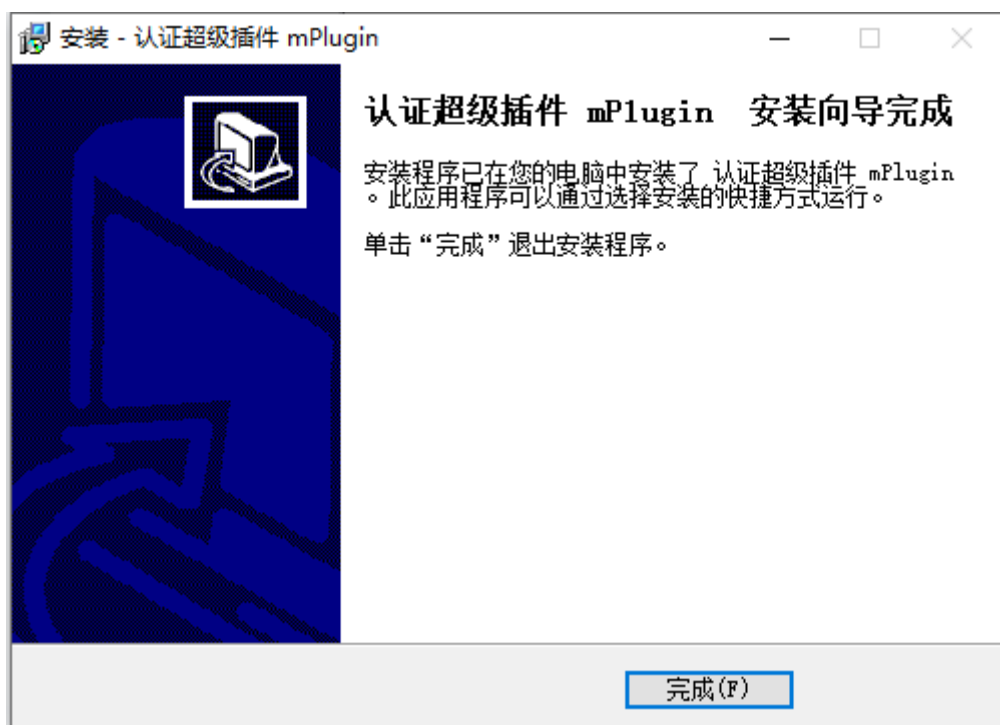 安装 - 认证超级插件 mPlugin
认证超级插件 mPlugin 安装向导完成
安装程序已在您的电脑中安装了 认证超级插件 mPlugin
。此应用程序可以通过选择安装的快捷方式运行。
单击“完成”退出安装程序。
完成(F)